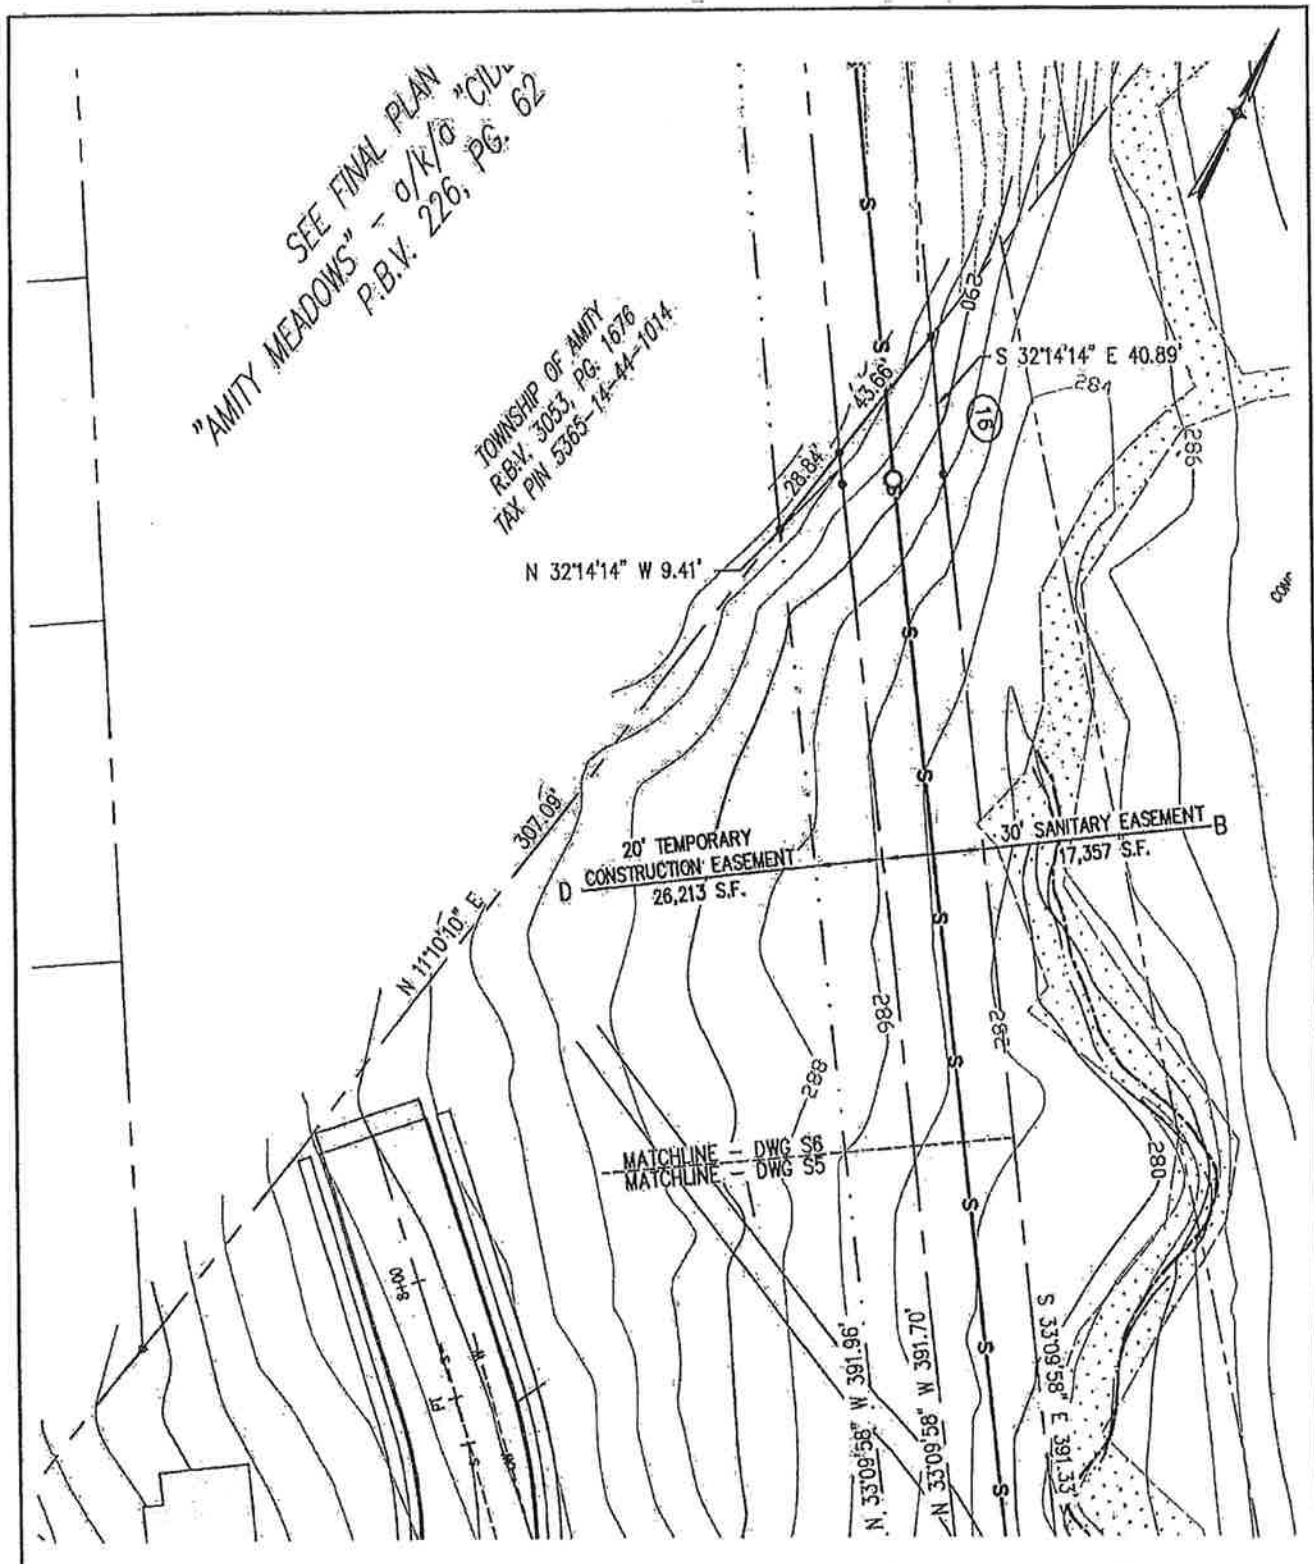 SEE FINAL PLAN
"AMITY MEADOWS" - a/k/a
P.B.V. 226, PG. 62
TOWNSHIP OF AMITY
R.B.V. 3053, PG. 1676
TAX PIN 5365-14-44-1014
290
S 32°14'14" E 40.89'
43.66'
284
16
286
28.84'
S
N 32°14'14" W 9.41'
S
S
S
S
307.09'
20' TEMPORARY
CONSTRUCTION EASEMENT
26,213 S.F.
D
30' SANITARY EASEMENT
17,357 S.F.
B
N 11°10'10" E
S
286
282
S
288
MATCHLINE - DWG S6
MATCHLINE - DWG S5
280
S
8+00
S
W
PT
S
S
N 33°09'58" W 391.96'
N 33°09'58" W 391.70'
S 33°09'58" E 391.33'
S